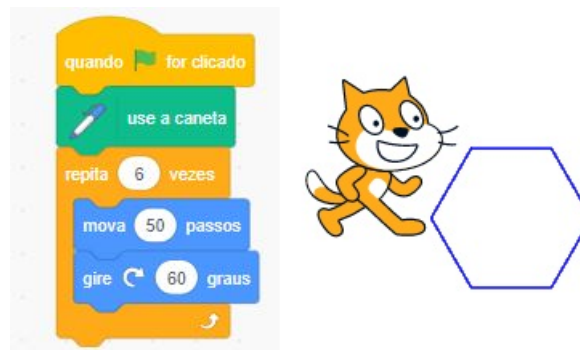 quando for clicado
use a caneta
repita 6 vezes
mova 50 passos
gire 60 graus